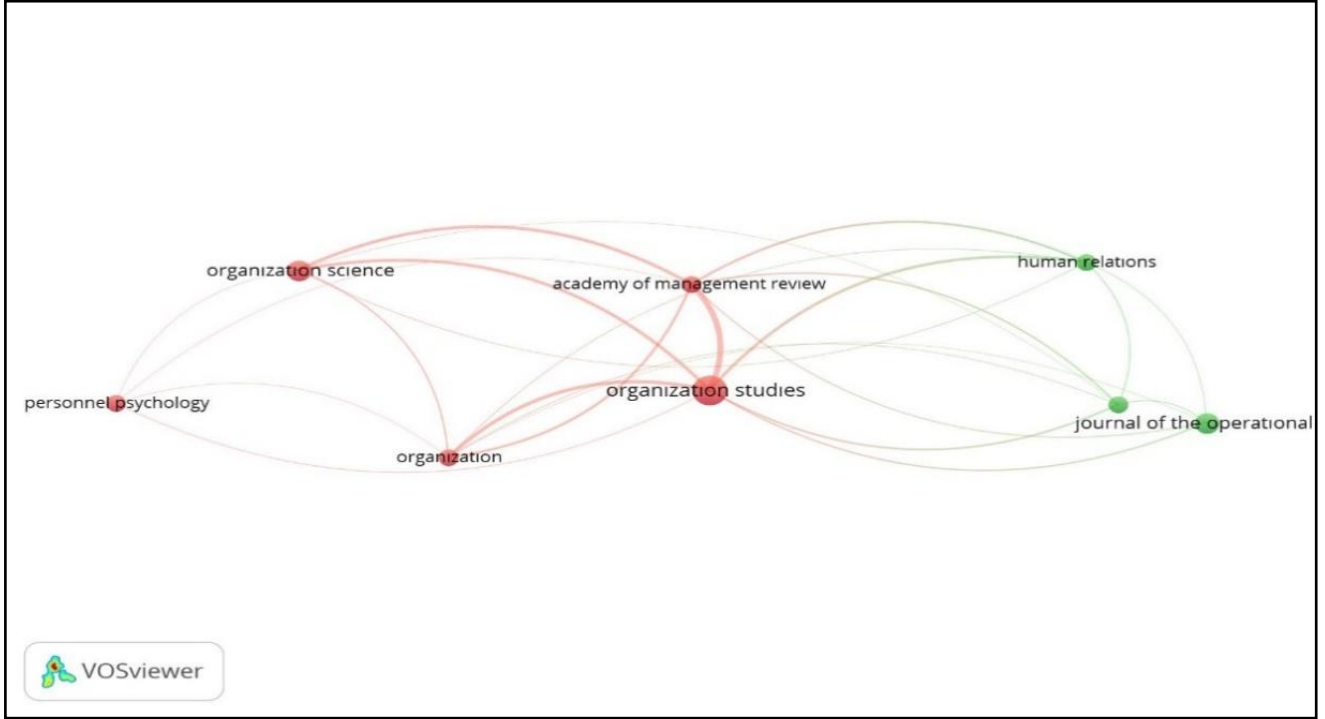 organization science
human relations
academy of management review
organization studies
personnel psychology
journal of the operational
organization
VOSviewer